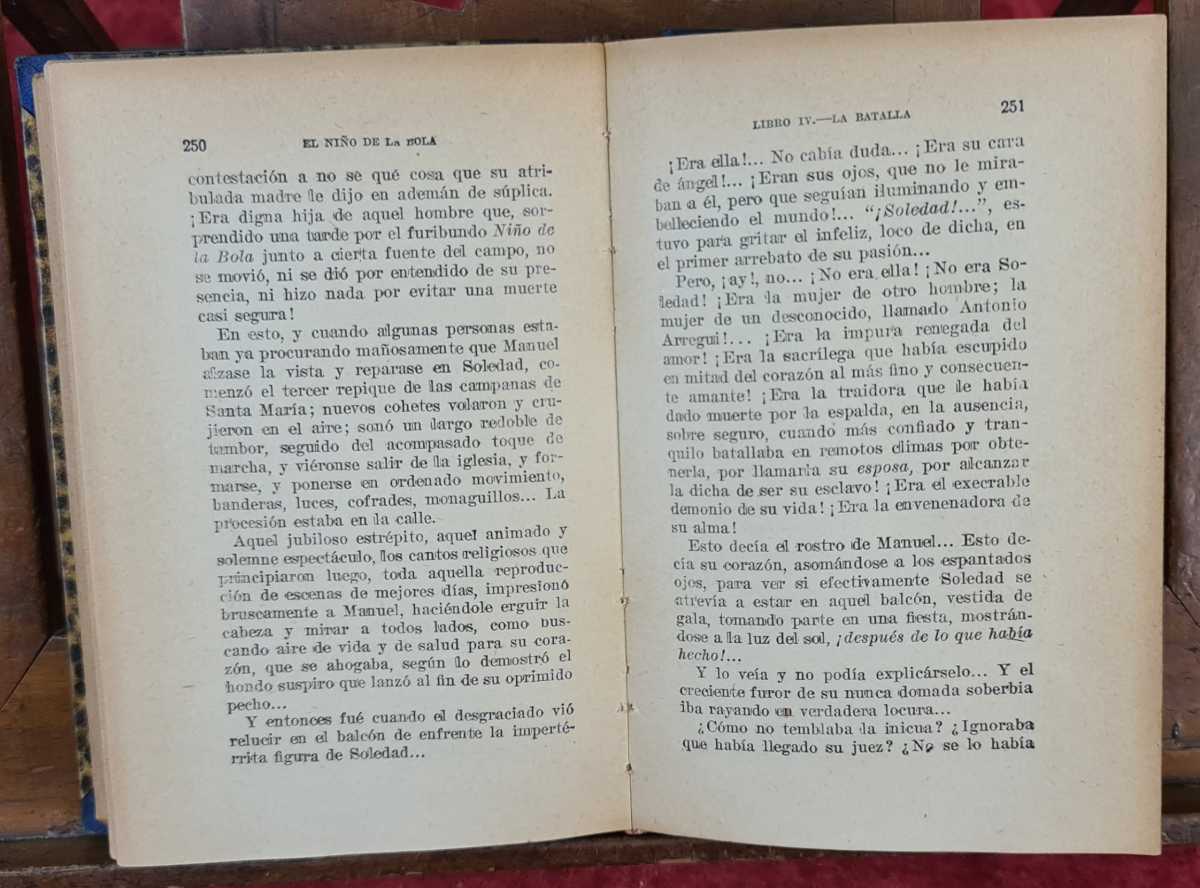 250
EL NIÑO DE LA BOLA
contestación a no se qué cosa que su atri-
bulada madre le dijo en ademán de súplica.
¡Era digna hija de aquel hombre que, sor-
prendido una tarde por el furibundo Niño de
la Bola junto a cierta fuente del campo, no
se movió, ni se dió por entendido de su pre-
sencia, ni hizo nada por evitar una muerte
casi segura!
En esto, y cuando algunas personas esta-
ban ya procurando mañosamente que Manuel
alzase la vista y reparase en Soledad, co-
menzó el tercer repique de las campanas de
Santa María; nuevos cohetes volaron y cru-
jieron en el aire; sonó un largo redoble de
tambor, seguido del acompasado toque de
marcha, y viéronse salir de la iglesia, y for-
marse, y ponerse en ordenado movimiento,
banderas, luces, cofrades, monaguillos... La
procesión estaba en la calle.
Aquel jubiloso estrépito, aquel animado y
solemne espectáculo, los cantos religiosos que
principiaron luego, toda aquella reproduc-
ción de escenas de mejores días, impresionó
bruscamente a Manuel, haciéndole erguir la
cabeza y mirar a todos lados, como bus-
cando aire de vida y de salud para su cora-
zón, que se ahogaba, según lo demostró el
hondo suspiro que lanzó al fin de su oprimido
pecho...
Y entonces fué cuando el desgraciado vió
relucir en el balcón de enfrente la impertér-
rrita figura de Soledad...
LIBRO IV.—LA BATALLA
251
¡Era ella!... No cabía duda... ¡Era su cara
de ángel!... ¡Eran sus ojos, que no le mira-
ban a él, pero que seguían iluminando y em-
belleciendo el mundo!... "¡Soledad!...", es-
tuvo para gritar el infeliz, loco de dicha, en
el primer arrebato de su pasión...
Pero, ¡ay!, no... ¡No era ella! ¡No era So-
ledad! ¡Era la mujer de otro hombre; la
mujer de un desconocido, llamado Antonio
Arregui!... ¡Era la impura renegada del
amor! ¡Era la sacrílega que había escupido
en mitad del corazón al más fino y consecuen-
te amante! ¡Era la traidora que le había
dado muerte por la espalda, en la ausencia,
sobre seguro, cuando más confiado y tran-
quilo batallaba en remotos climas por obte-
nerla, por llamarla su esposa, por alcanzar
la dicha de ser su esclavo! ¡Era el execrable
demonio de su vida! ¡Era la envenenadora de
su alma!
Esto decía el rostro de Manuel... Esto de-
cía su corazón, asomándose a los espantados
ojos, para ver si efectivamente Soledad se
atrevía a estar en aquel balcón, vestida de
gala, tomando parte en una fiesta, mostrán-
dose a la luz del sol, ¡después de lo que había
hecho!...
Y lo veía y no podía explicárselo... Y el
creciente furor de su nunca domada soberbia
iba rayando en verdadera locura...
¿Cómo no temblaba la inicua? ¿Ignoraba
que había llegado su juez? ¿No se lo había